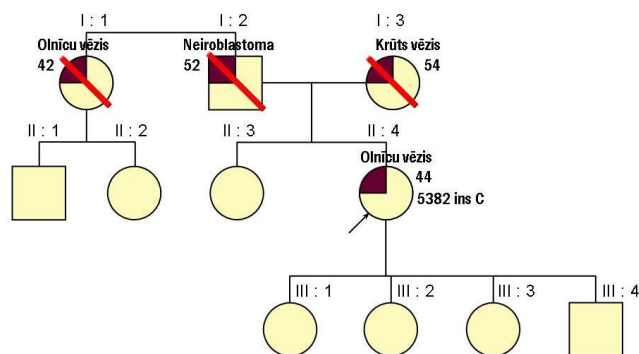 I : 1
I : 2
I : 3
Olnīcu vēzis
42
Neiroblastoma
52
Krūts vēzis
54
II : 1
II : 2
II : 3
II : 4
Olnīcu vēzis
44
5382 ins C
III : 1
III : 2
III : 3
III : 4